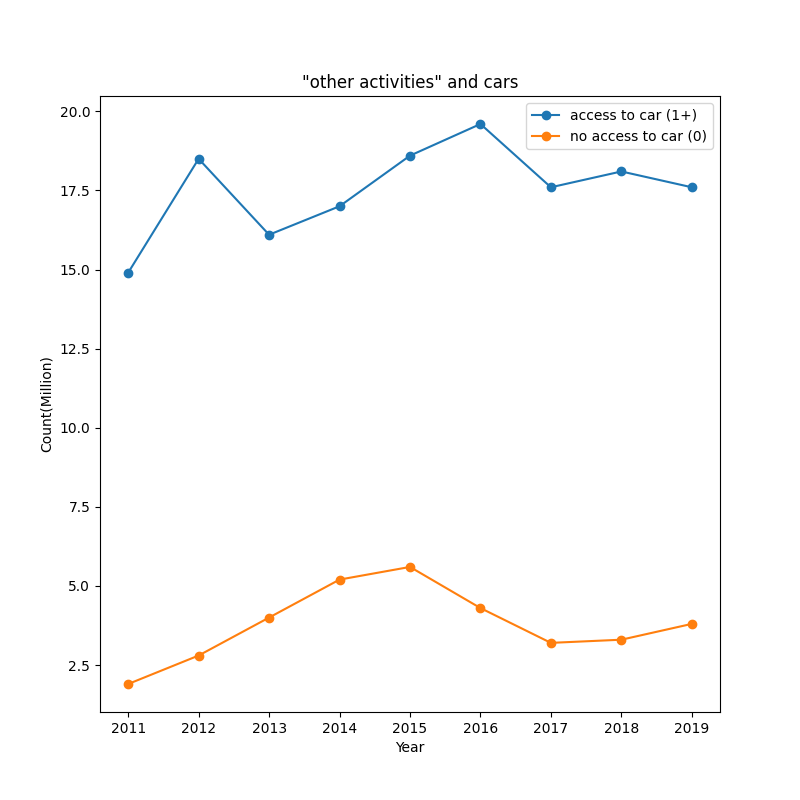 "other activities" and cars
access to car (1+)
no access to car (0)
Count(Million)
20.0
17.5
15.0
12.5
10.0
7.5
5.0
2.5
2011 2012 2013 2014 2015 2016 2017 2018 2019
Year